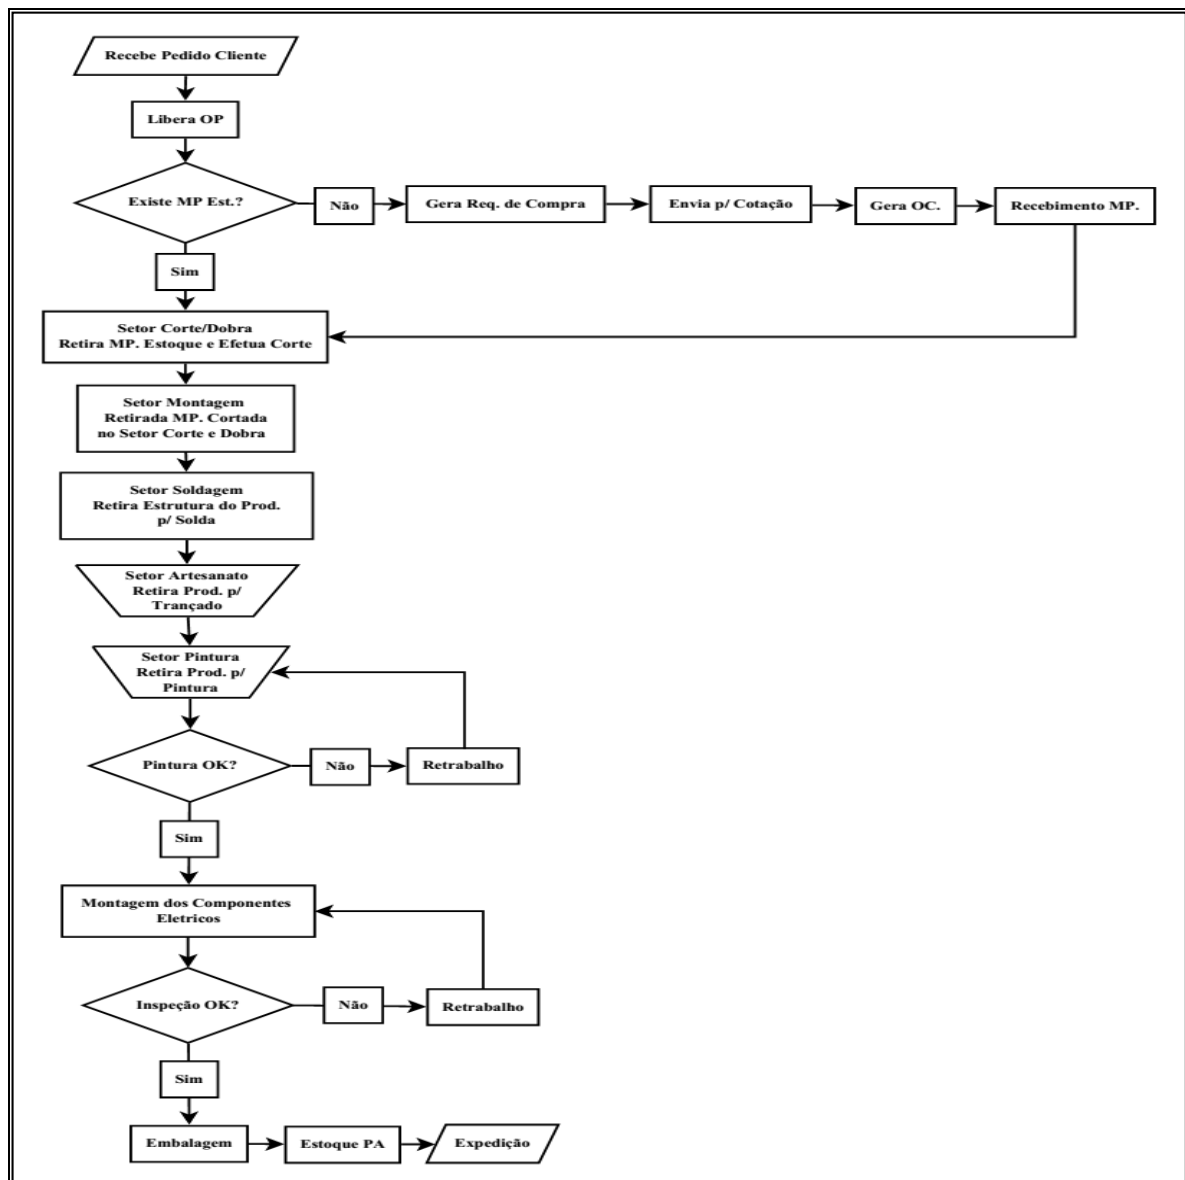 Recebe Pedido Cliente
Libera OP
Existe MP Est.?
Não
Gera Req. de Compra
Envia p/ Cotação
Gera OC.
Recebimento MP.
Sim
Setor Corte/Dobra
Retira MP. Estoque e Efetua Corte
Setor Montagem
Retirada MP. Cortada
no Setor Corte e Dobra
Setor Soldagem
Retira Estrutura do Prod.
p/ Solda
Setor Artesanato
Retira Prod. p/
Trançado
Setor Pintura
Retira Prod. p/
Pintura
Pintura OK?
Não
Retrabalho
Sim
Montagem dos Componentes
Eletricos
Inspeção OK?
Não
Retrabalho
Sim
Embalagem
Estoque PA
Expedição